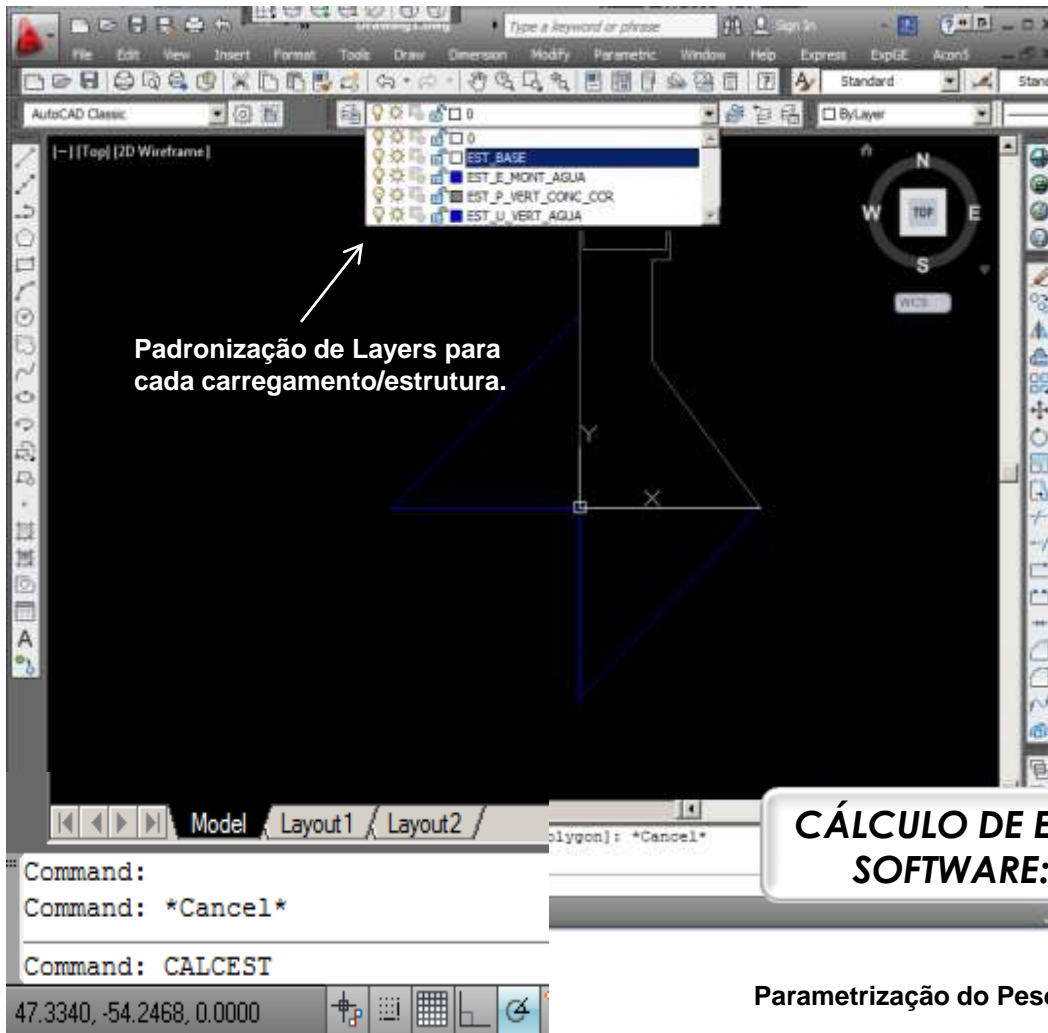 Type a keyword or phrase
Sign In
File Edit View Insert Format Tools Draw Dimension Modify Parametric Window Help Express ExpGE
Standard
AutoCAD Classic
0
ByLayer
[−] [Top] [2D Wireframe]
0
EST_BASE
EST_E_MONT_AGUA
EST_P_VERT_CONC_CCR
EST_U_VERT_AGUA
N
W TOP E
S
WCS
Padronização de Layers para
cada carregamento/estrutura.
Y
X
Model Layout1 Layout2
olygon]: *Cancel*
CÁLCULO DE E
SOFTWARE:
Command:
Command: *Cancel*
Command: CALCEST
47.3340, -54.2468, 0.0000
Parametrização do Pes